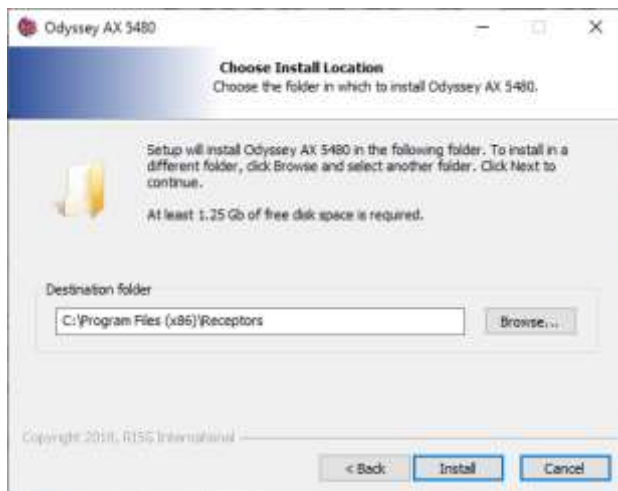 Odyssey AX 5480
Choose Install Location
Choose the folder in which to install Odyssey AX 5480.
Setup will install Odyssey AX 5480 in the following folder. To install in a
different folder, click Browse and select another folder. Click Next to
continue.
At least 1.25 Gb of free disk space is required.
Destination folder
C:\Program Files (x86)\Receptors
Browse...
Copyright 2018, International
< Back
Install
Cancel